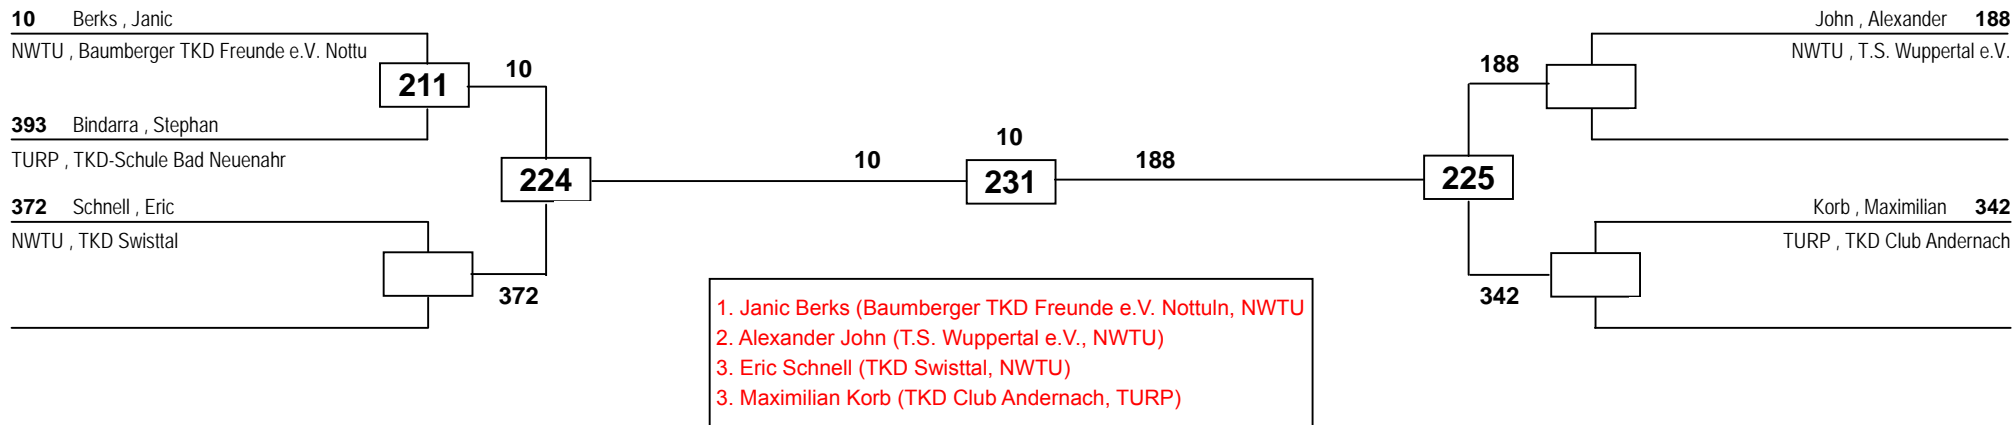 10 Berks , Janic
NWTU , Baumberger TKD Freunde e.V. Nottu
211
10
393 Bindarra , Stephan
TURP , TKD-Schule Bad Neuenahr
224
372 Schnell , Eric
NWTU , TKD Swisttal
372
10
10
231
188
John , Alexander 188
NWTU , T.S. Wuppertal e.V.
188
225
Korb , Maximilian 342
TURP , TKD Club Andernach
342
1. Janic Berks (Baumberger TKD Freunde e.V. Nottuln, NWTU
2. Alexander John (T.S. Wuppertal e.V., NWTU)
3. Eric Schnell (TKD Swisttal, NWTU)
3. Maximilian Korb (TKD Club Andernach, TURP)